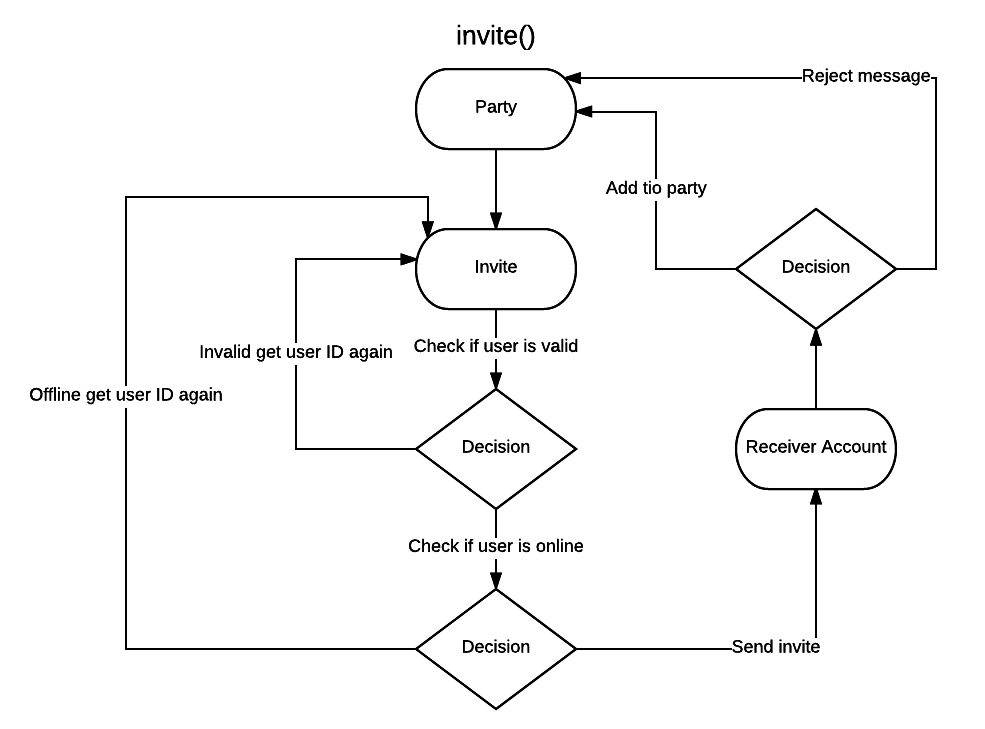 invite()
Reject message
Party
Add tio party
Invite
Decision
Check if user is valid
Invalid get user ID again
Offline get user ID again
Decision
Receiver Account
Check if user is online
Decision
Send invite